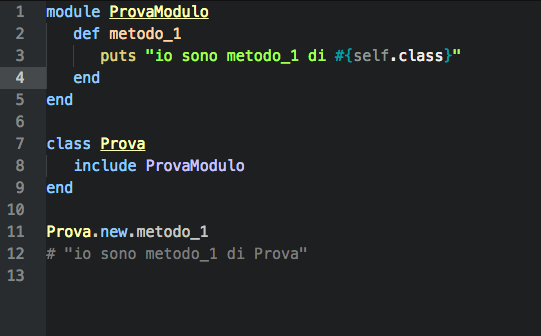 1 module ProvaModulo
2    def metodo_1
3       puts "io sono metodo_1 di #{self.class}"
4    end
5 end
6
7 class Prova
8    include ProvaModulo
9 end
10
11 Prova.new.metodo_1
12 # "io sono metodo_1 di Prova"
13